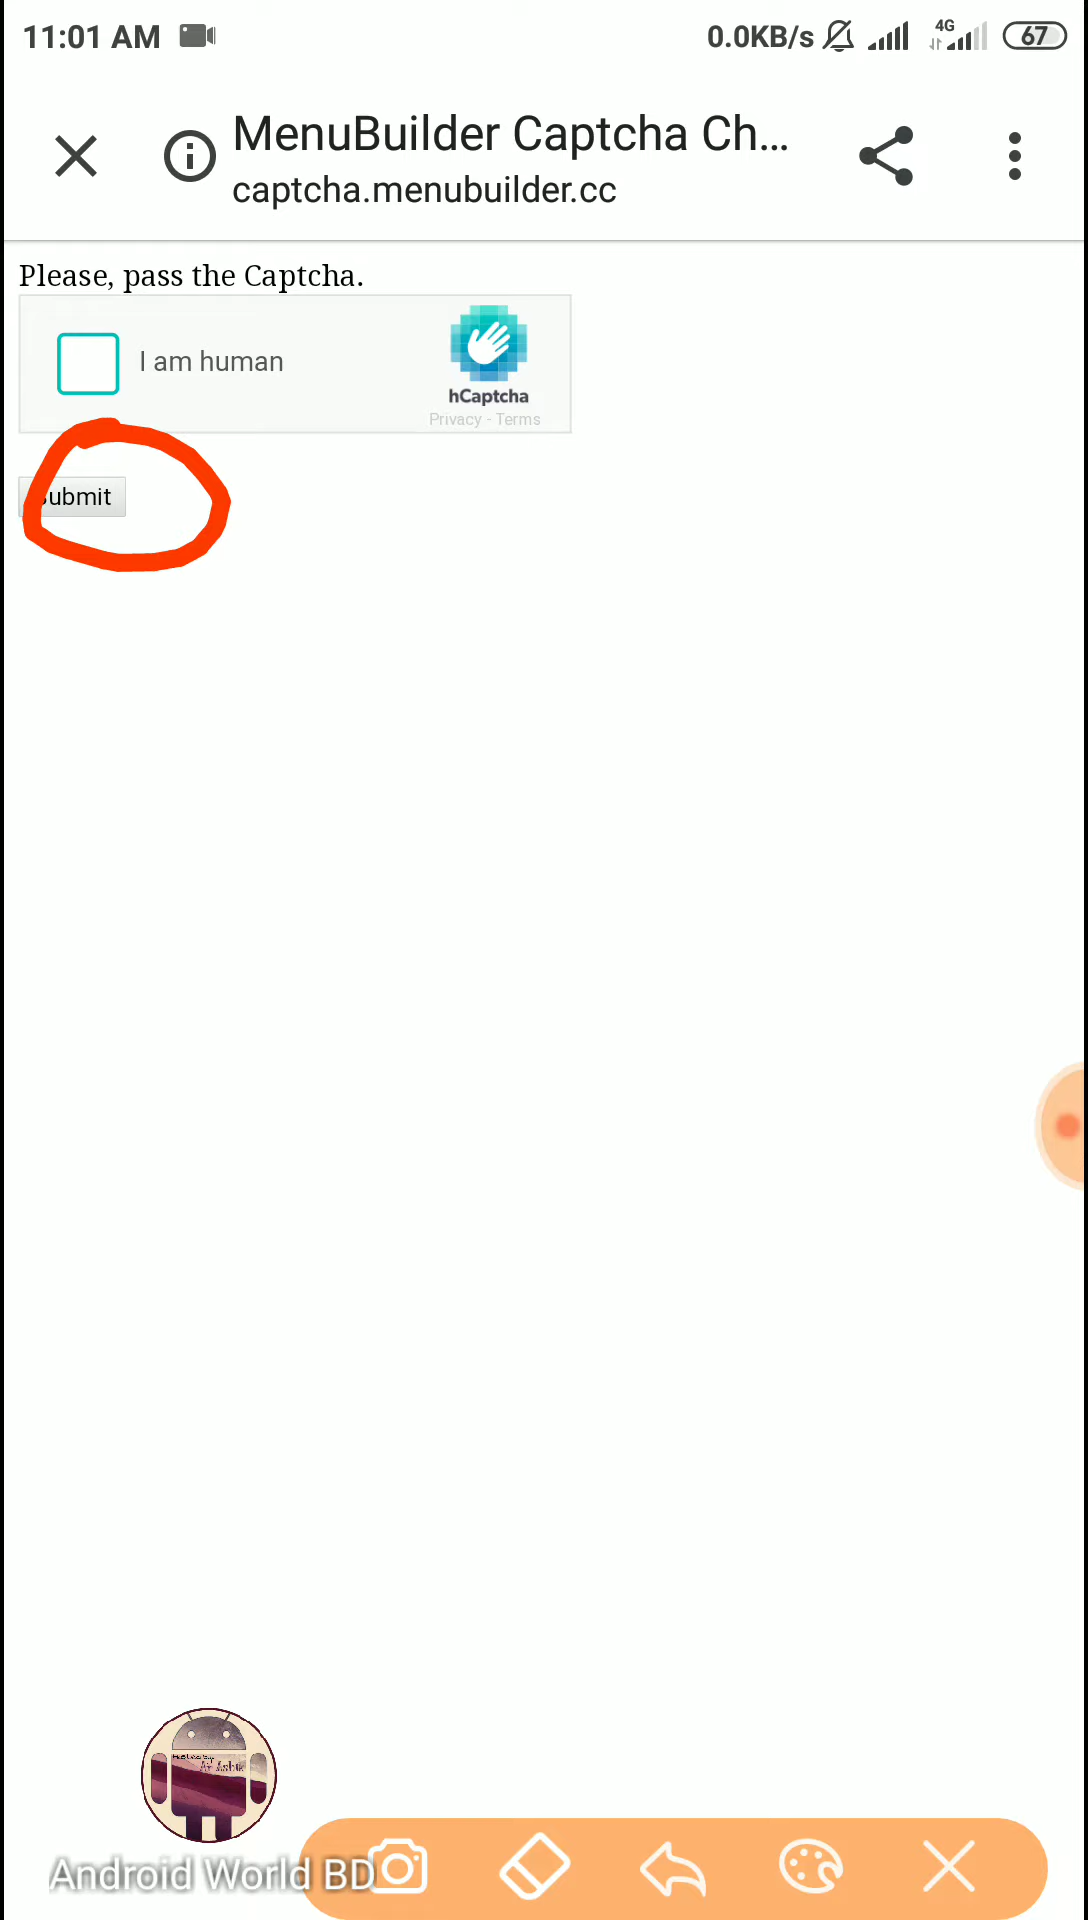 11:01 AM 0.0KB/s 4G 67
MenuBuilder Captcha Ch...
captcha.menubuilder.cc
Please, pass the Captcha.
I am human
hCaptcha
Privacy - Terms
ubmit
Android World BD